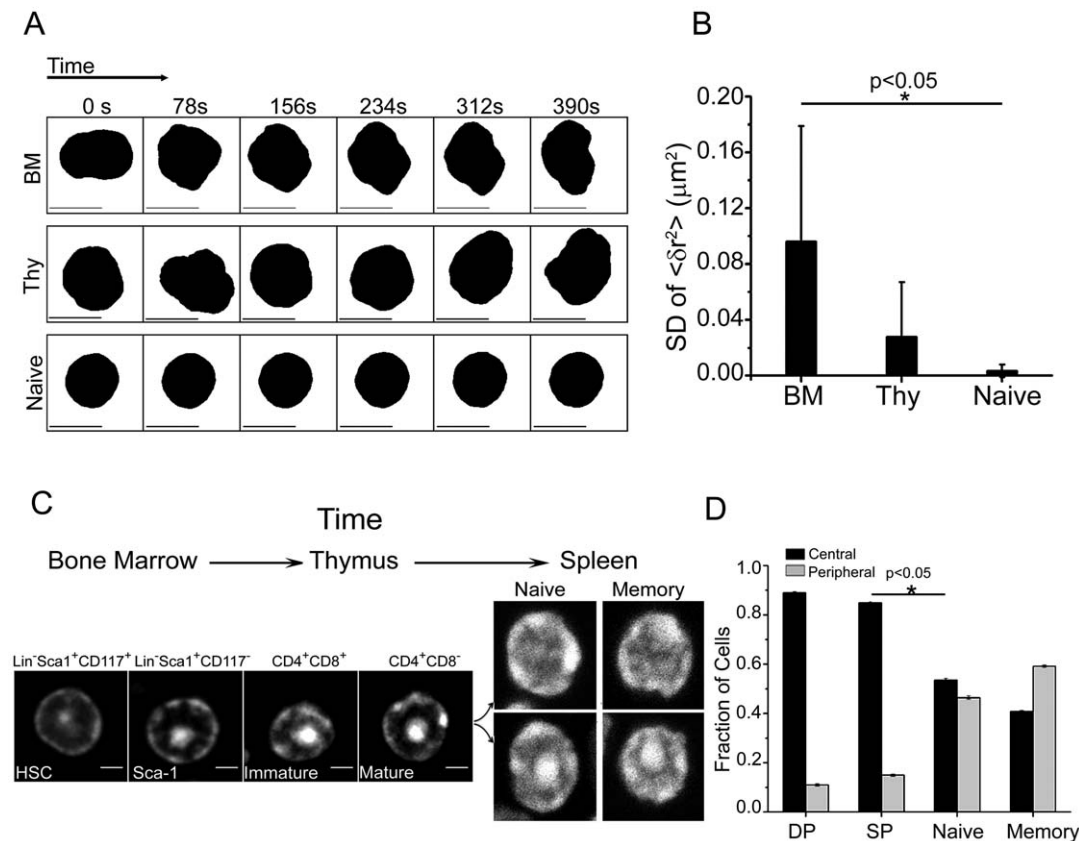 A
Time
0 s 78s 156s 234s 312s 390s
BM
Thy
Naive
B
p<0.05
*
SD of <δr²> (μm²)
0.20
0.16
0.12
0.08
0.04
0.00
BM Thy Naive
C
Time
Bone Marrow Thymus Spleen
Naive Memory
Lin⁻Sca1⁺CD117⁺ Lin⁻Sca1⁺CD117⁻ CD4⁺CD8⁺ CD4⁺CD8⁻
HSC Sca-1 Immature Mature
D
Central
Peripheral
p<0.05
*
Fraction of Cells
1.0
0.8
0.6
0.4
0.2
0.0
DP SP Naive Memory